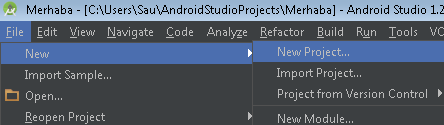 Merhaba - [C:\Users\Sau\AndroidStudioProjects\Merhaba] - Android Studio 1.2
File Edit View Navigate Code Analyze Refactor Build Run Tools VC
New New Project...
Import Sample... Import Project...
Open... Project from Version Control
Reopen Project New Module...